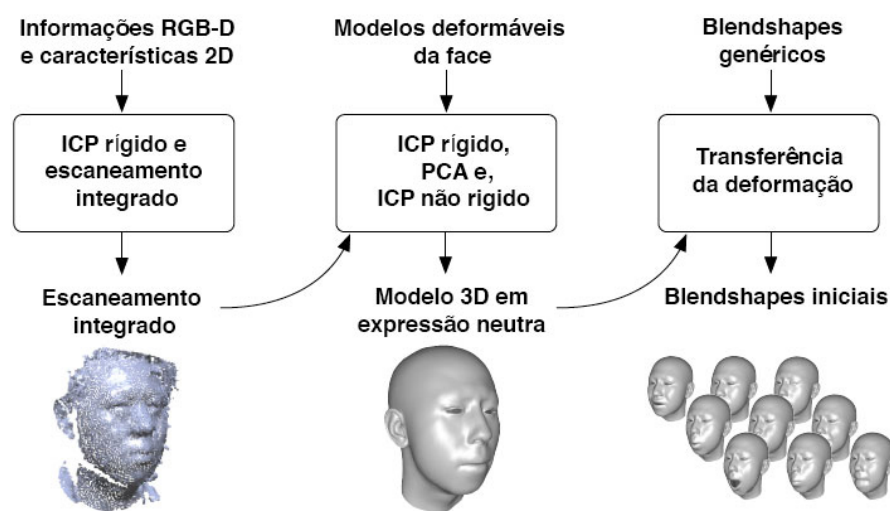 Informações RGB-D
e características 2D
ICP rígido e
escaneamento
integrado
Escaneamento
integrado
Modelos deformáveis
da face
ICP rígido,
PCA e,
ICP não rigido
Modelo 3D em
expressão neutra
Blendshapes
genéricos
Transferência
da deformação
Blendshapes iniciais